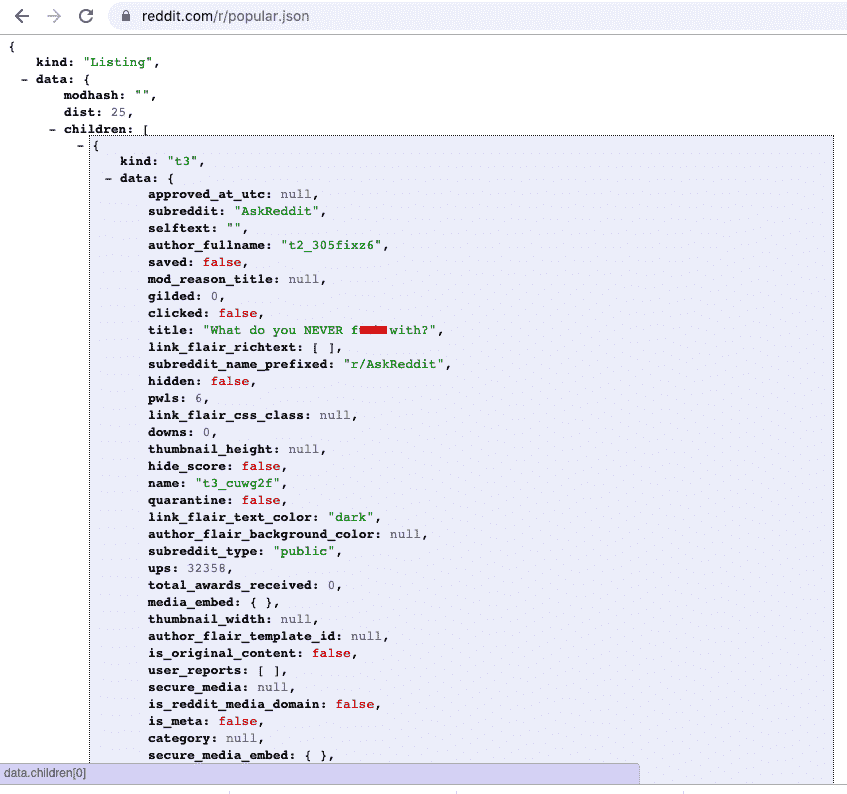 reddit.com/r/popular.json
{
kind: "Listing",
- data: {
modhash: "",
dist: 25,
- children: [
- {
kind: "t3",
- data: {
approved_at_utc: null,
subreddit: "AskReddit",
selftext: "",
author_fullname: "t2_305fixz6",
saved: false,
mod_reason_title: null,
gilded: 0,
clicked: false,
title: "What do you NEVER f with?",
link_flair_richtext: [ ],
subreddit_name_prefixed: "r/AskReddit",
hidden: false,
pwls: 6,
link_flair_css_class: null,
downs: 0,
thumbnail_height: null,
hide_score: false,
name: "t3_cuwg2f",
quarantine: false,
link_flair_text_color: "dark",
author_flair_background_color: null,
subreddit_type: "public",
ups: 32358,
total_awards_received: 0,
media_embed: { },
thumbnail_width: null,
author_flair_template_id: null,
is_original_content: false,
user_reports: [ ],
secure_media: null,
is_reddit_media_domain: false,
is_meta: false,
category: null,
secure_media_embed: { },
data.children[0]